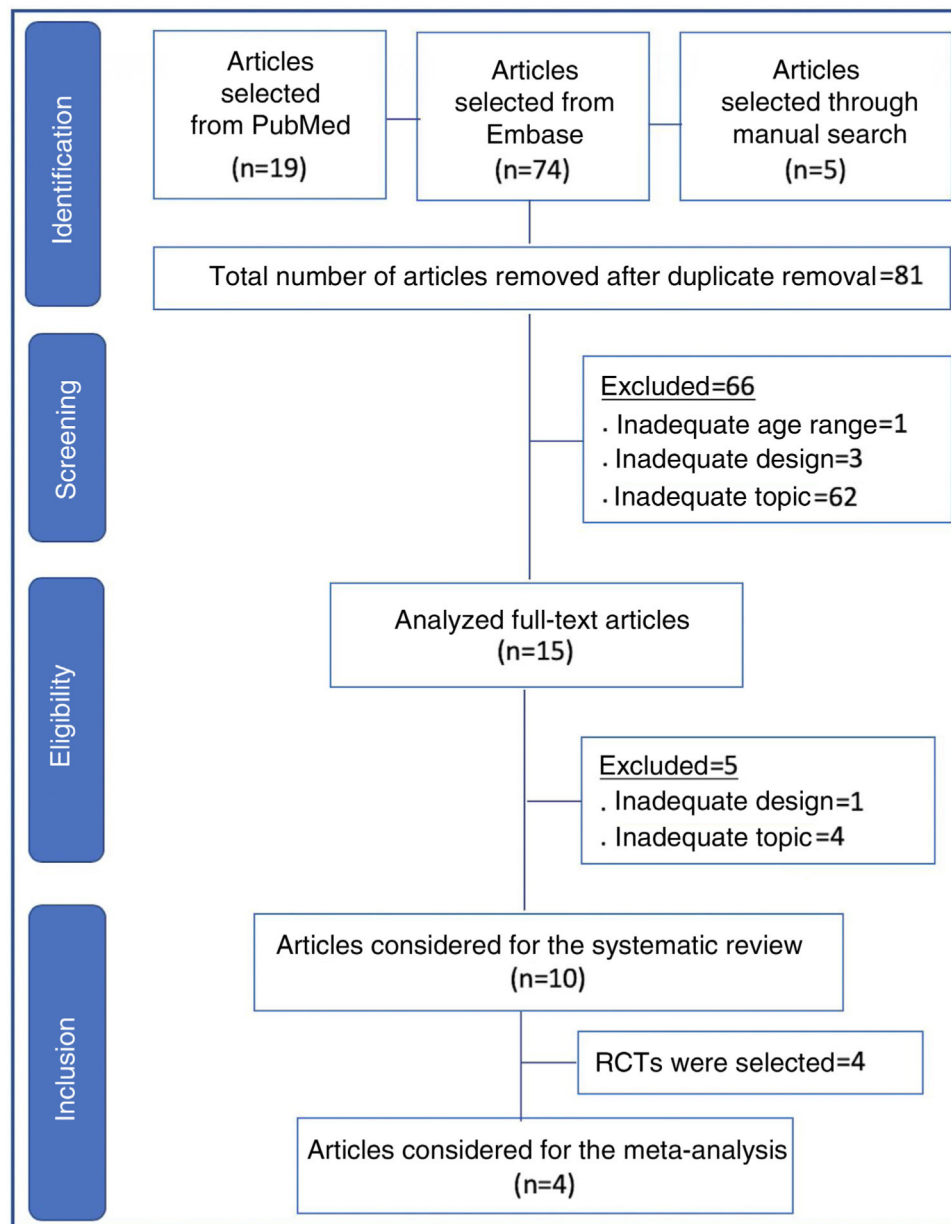 Identification
Articles
selected
from PubMed
(n=19)
Articles
selected from
Embase
(n=74)
Articles
selected through
manual search
(n=5)
Total number of articles removed after duplicate removal=81
Screening
Excluded=66
. Inadequate age range=1
. Inadequate design=3
. Inadequate topic=62
Eligibility
Analyzed full-text articles
(n=15)
Excluded=5
. Inadequate design=1
. Inadequate topic=4
Inclusion
Articles considered for the systematic review
(n=10)
RCTs were selected=4
Articles considered for the meta-analysis
(n=4)